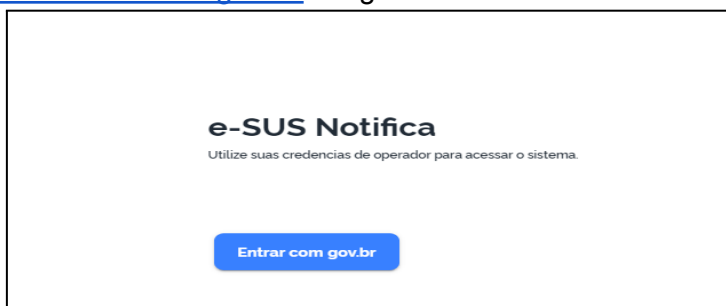 e-SUS Notifica
Utilize suas credencias de operador para acessar o sistema.
Entrar com gov.br